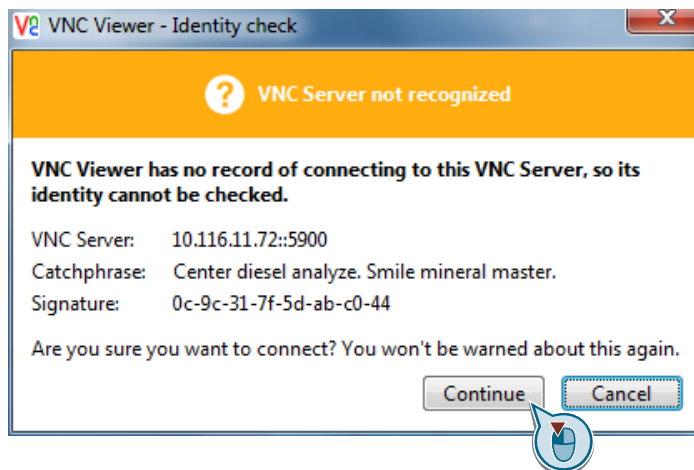 VNC Viewer - Identity check
VNC Server not recognized
VNC Viewer has no record of connecting to this VNC Server, so its
identity cannot be checked.
VNC Server: 10.116.11.72::5900
Catchphrase: Center diesel analyze. Smile mineral master.
Signature: 0c-9c-31-7f-5d-ab-c0-44
Are you sure you want to connect? You won't be warned about this again.
Continue Cancel